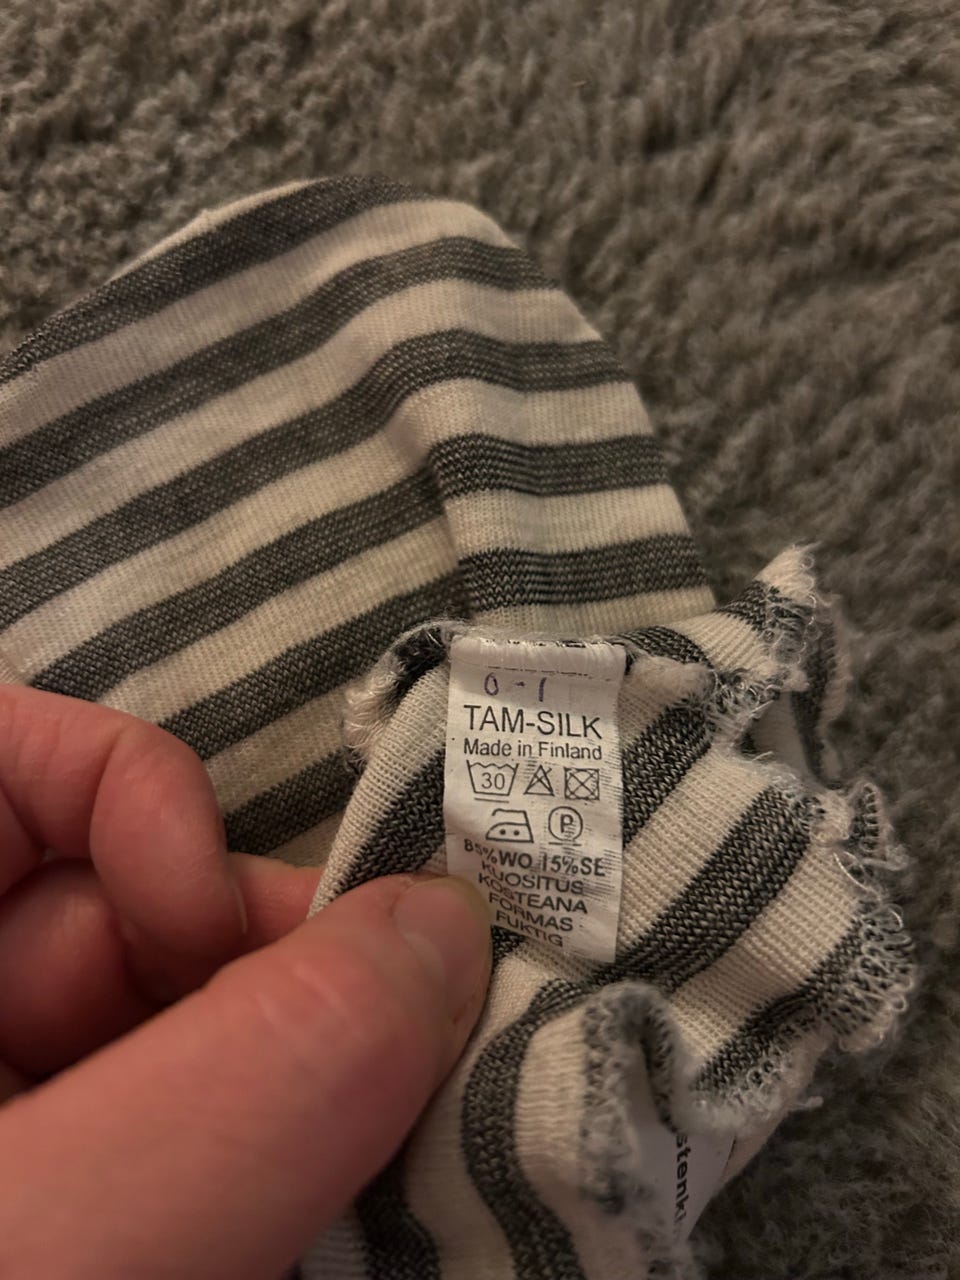 0-1
TAM-SILK
Made in Finland
30
P
85%WO 15%SE
KUOSITUS
KOSTEANA
FORMAS
FUKTIG